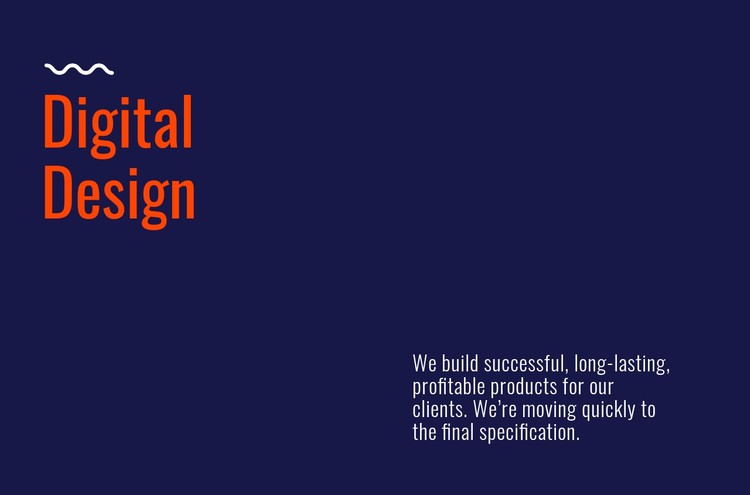 Digital
Design
We build successful, long-lasting,
profitable products for our
clients. We’re moving quickly to
the final specification.